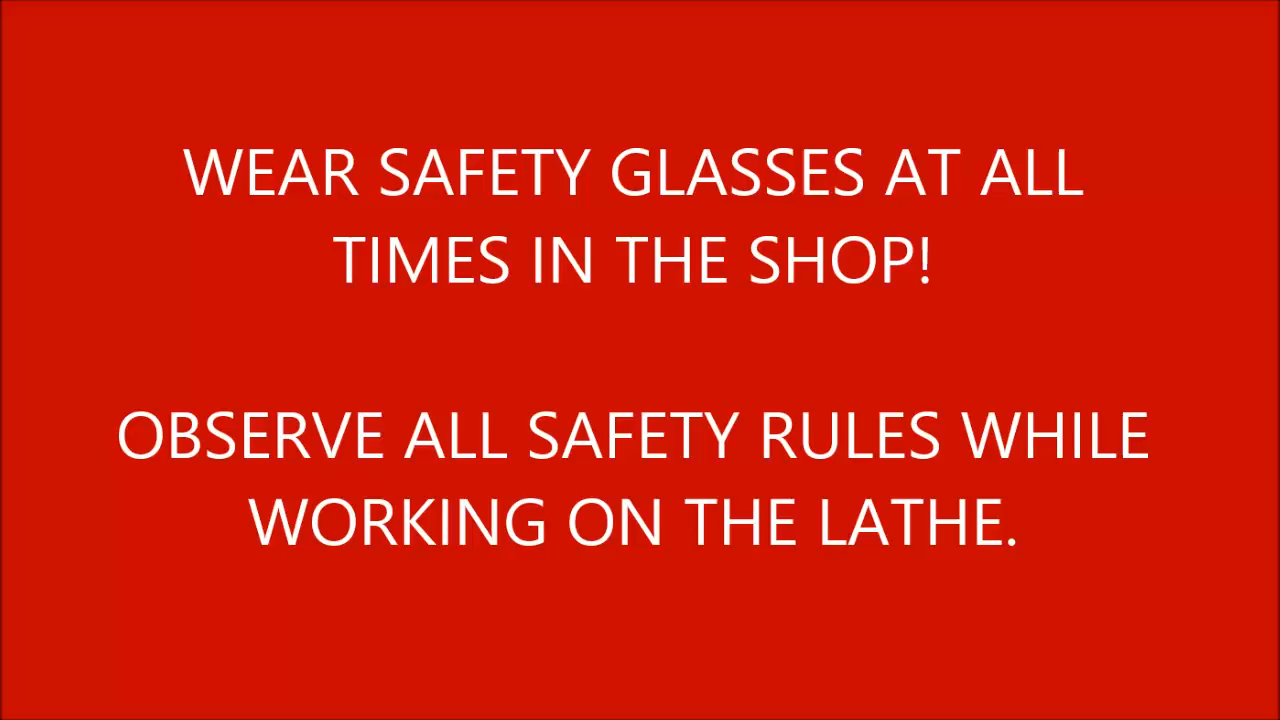 WEAR SAFETY GLASSES AT ALL
TIMES IN THE SHOP!
OBSERVE ALL SAFETY RULES WHILE
WORKING ON THE LATHE.